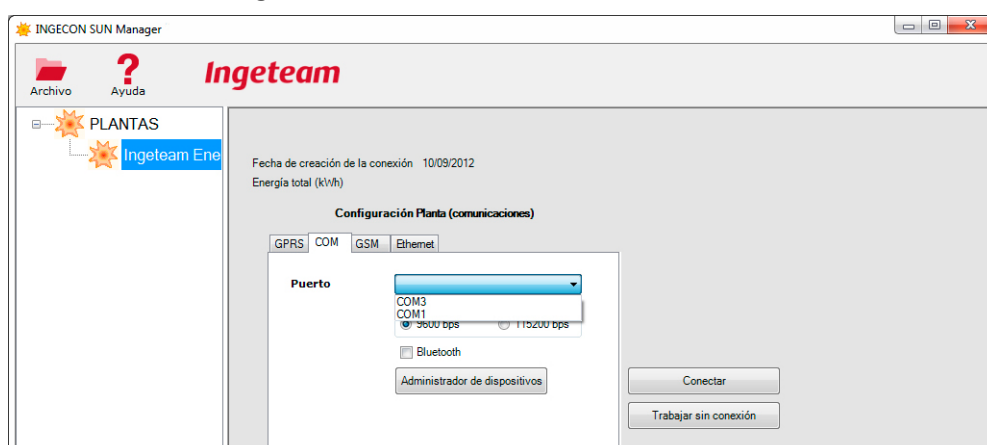 INGECON SUN Manager
Archivo
Ayuda
Ingeteam
PLANTAS
Ingeteam Ene
Fecha de creación de la conexión 10/09/2012
Energía total (kWh)
Configuración Planta (comunicaciones)
GPRS COM GSM Ethernet
Puerto
COM3
COM1
9600 bps 115200 bps
Bluetooth
Administrador de dispositivos
Conectar
Trabajar sin conexión